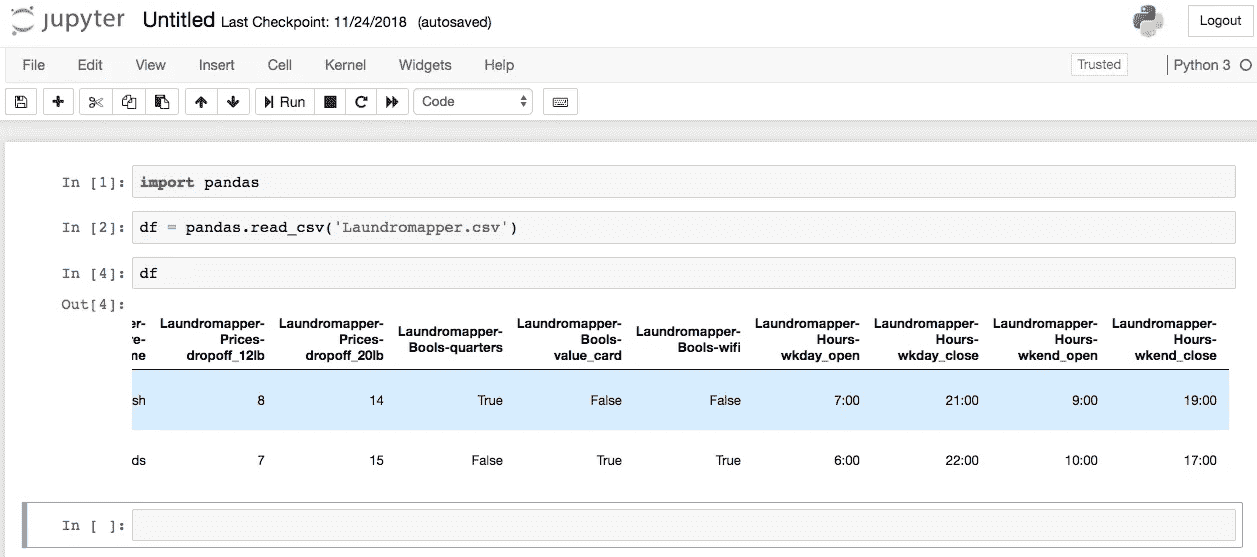 jupyter Untitled Last Checkpoint: 11/24/2018 (autosaved) Logout
File Edit View Insert Cell Kernel Widgets Help Trusted Python 3
Run Code
In [1]: import pandas
In [2]: df = pandas.read_csv('Laundromapper.csv')
In [4]: df
Out[4]:
er- Laundromapper- Laundromapper- Laundromapper- Laundromapper- Laundromapper- Laundromapper- Laundromapper- Laundromapper- Laundromapper-
re- Prices- Prices- Bools-quarters Bools- Bools-wifi Hours- Hours- Hours- Hours-
me dropoff_12lb dropoff_20lb value_card wkday_open wkday_close wkend_open wkend_close
sh 8 14 True False False 7:00 21:00 9:00 19:00
ds 7 15 False True True 6:00 22:00 10:00 17:00
In [ ]: